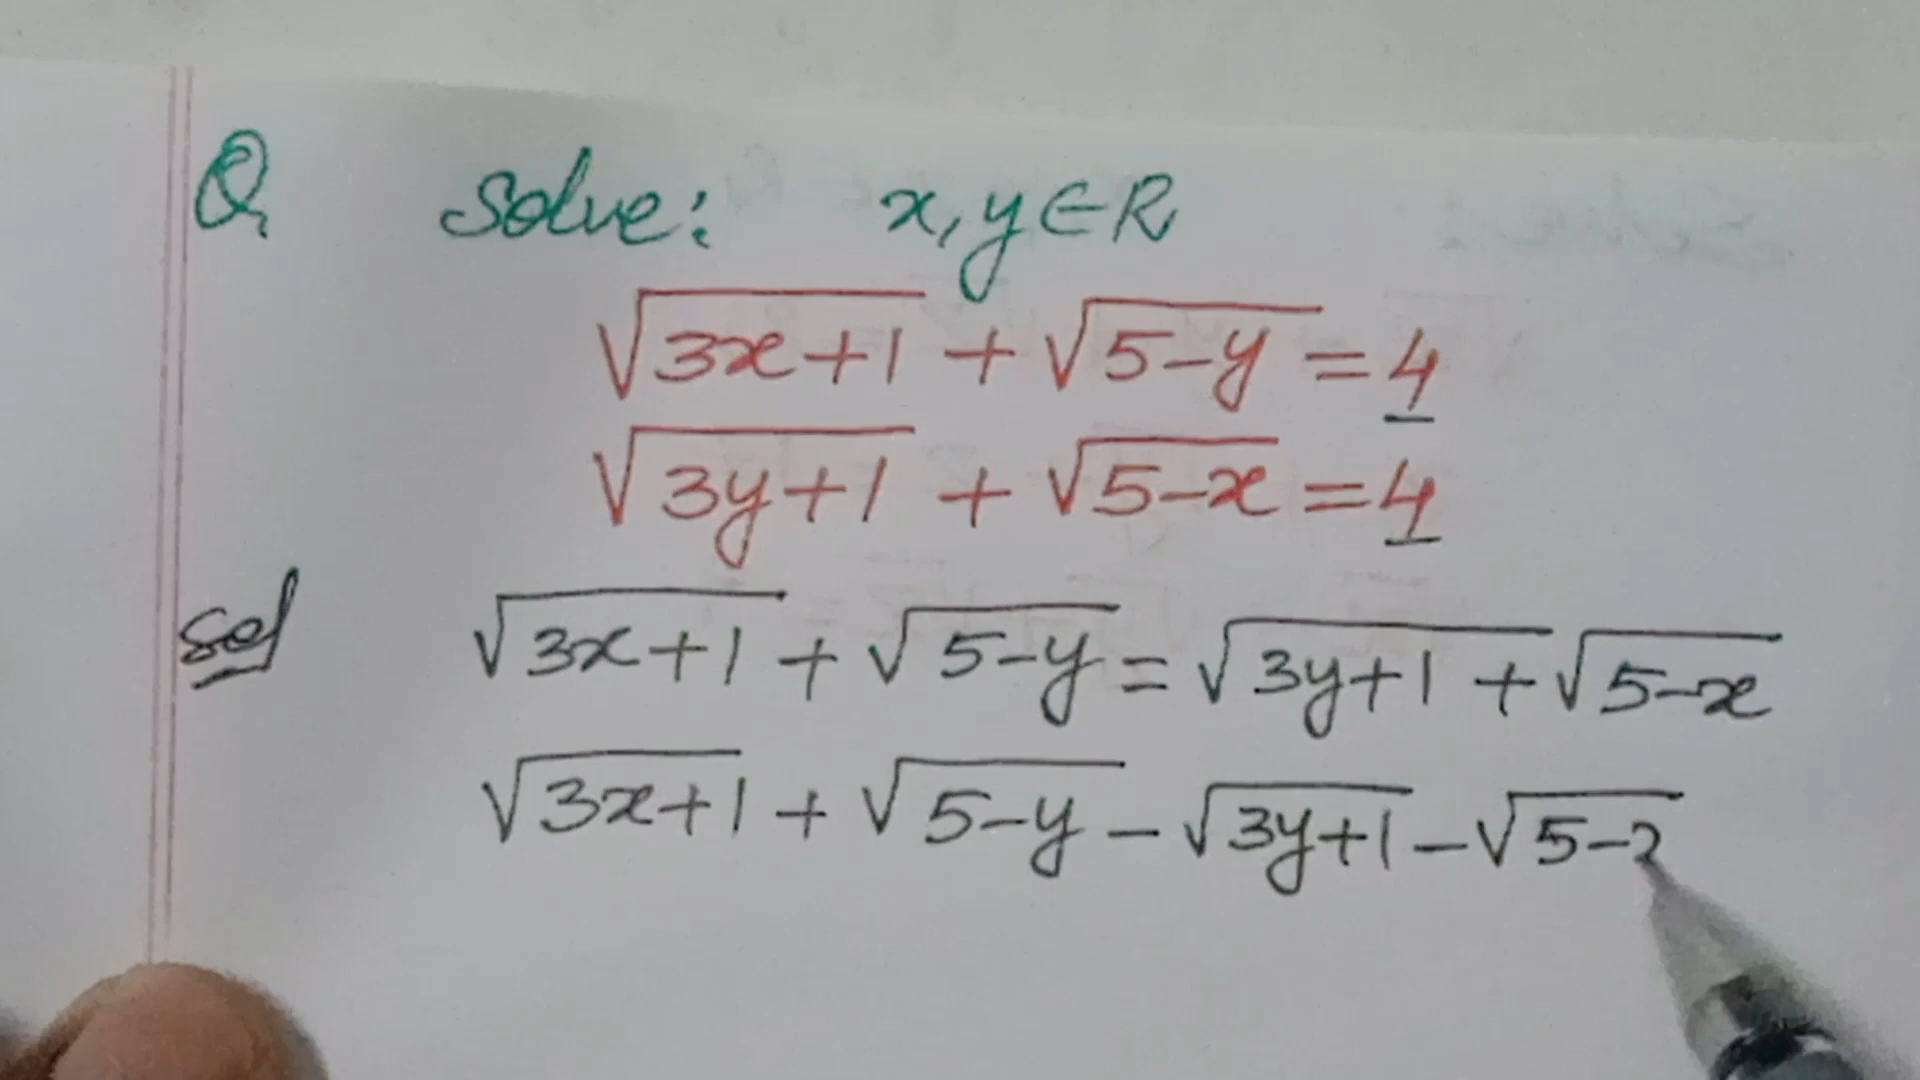 Q. Solve: x, y ∈ R
√(3x+1) + √(5-y) = 4
√(3y+1) + √(5-x) = 4
Sol √(3x+1) + √(5-y) = √(3y+1) + √(5-x)
√(3x+1) + √(5-y) - √(3y+1) - √(5-